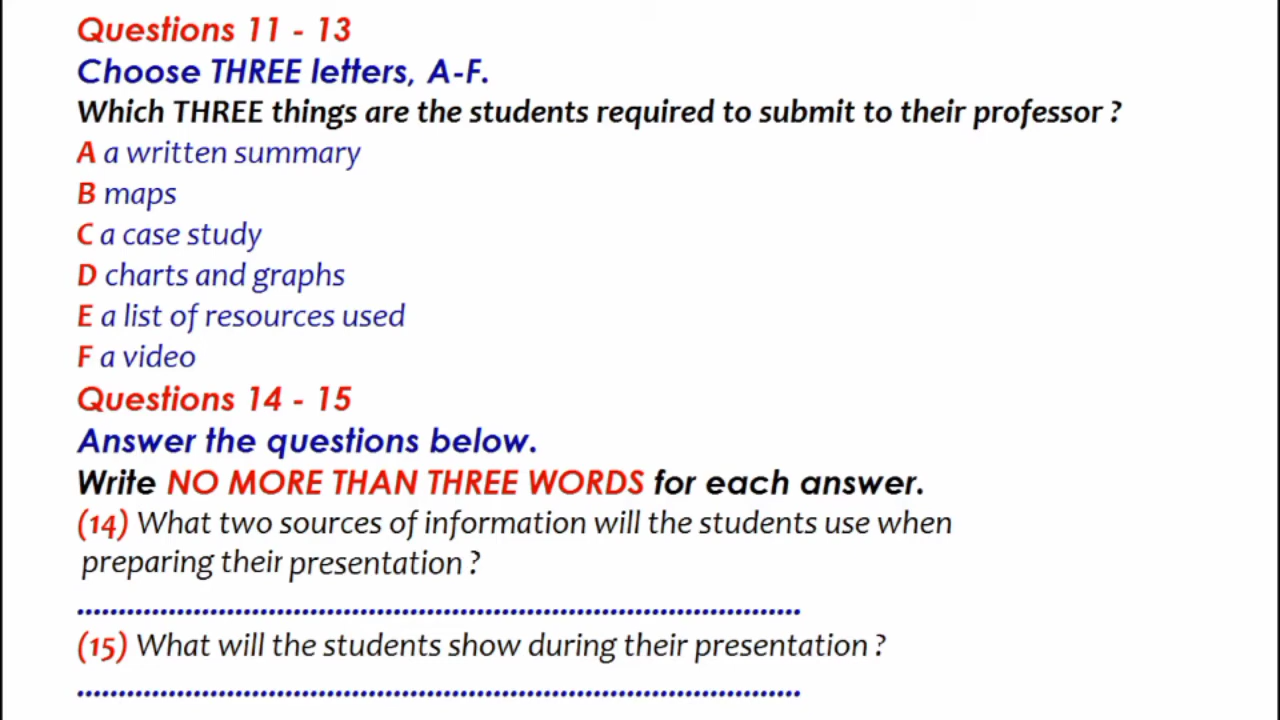 Questions 11 - 13
Choose THREE letters, A-F.
Which THREE things are the students required to submit to their professor ?
A a written summary
B maps
C a case study
D charts and graphs
E a list of resources used
F a video
Questions 14 - 15
Answer the questions below.
Write NO MORE THAN THREE WORDS for each answer.
(14) What two sources of information will the students use when
preparing their presentation ?
................................................................................
(15) What will the students show during their presentation ?
................................................................................